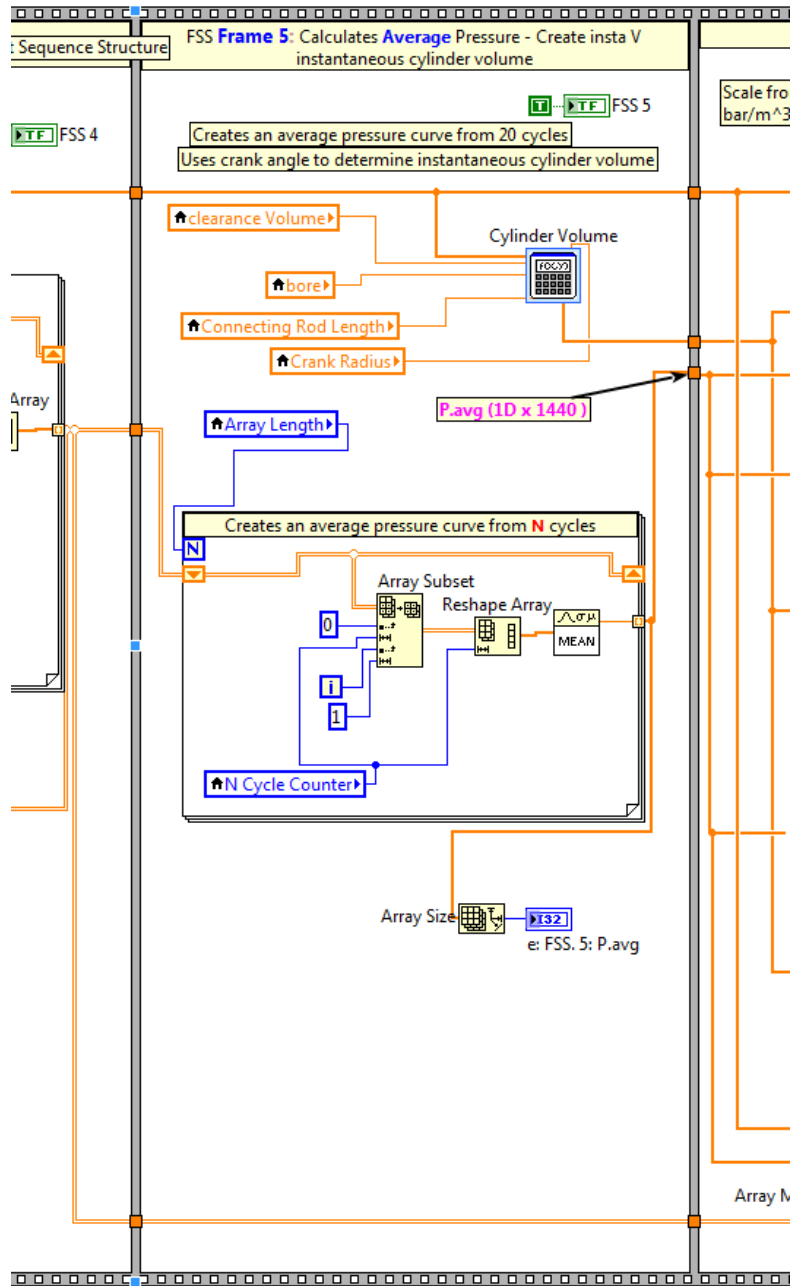 t Sequence Structure
FSS Frame 5: Calculates Average Pressure - Create insta V
instantaneous cylinder volume
T
TF
FSS 5
Scale fro
bar/m^3
TF
FSS 4
Creates an average pressure curve from 20 cycles
Uses crank angle to determine instantaneous cylinder volume
clearance Volume
Cylinder Volume
f(x,y)
bore
Connecting Rod Length
Crank Radius
Array
P.avg (1D x 1440 )
Array Length
Creates an average pressure curve from N cycles
N
Array Subset
Reshape Array
0
σμ
MEAN
i
1
N Cycle Counter
Array Size
I32
e: FSS. 5: P.avg
Array M